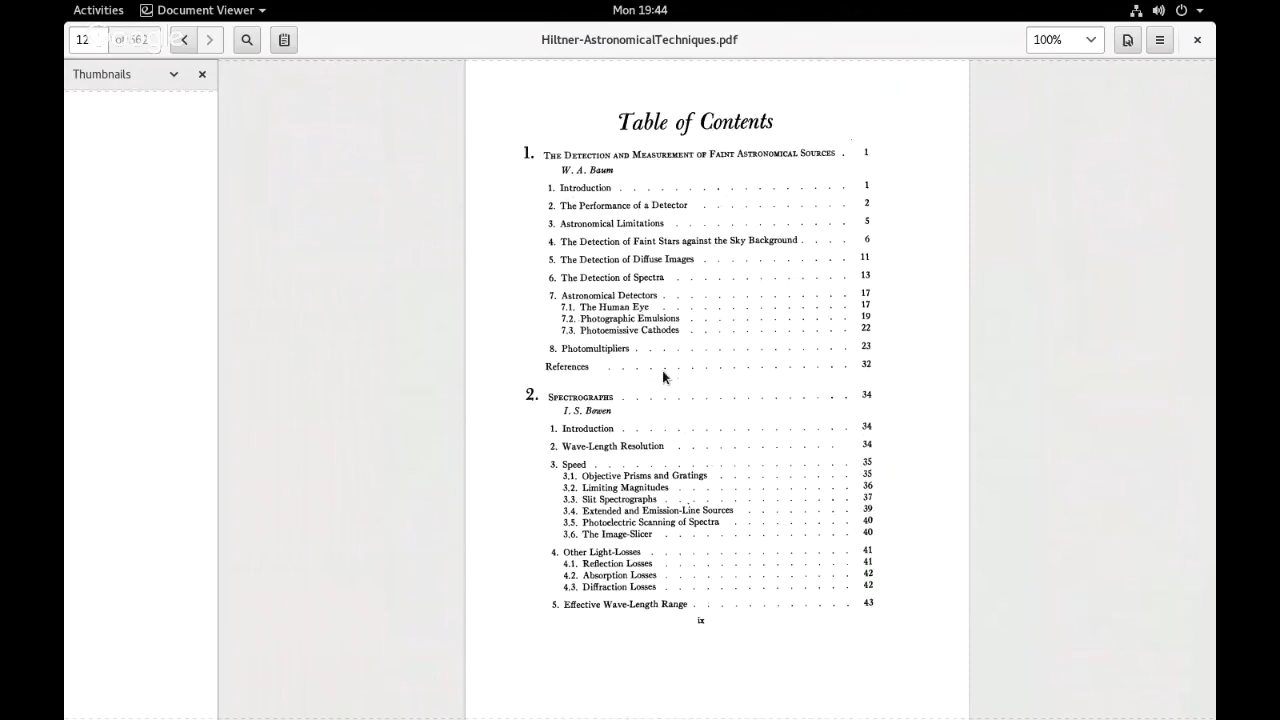 Activities Document Viewer Mon 19:44
12 of 662 Hiltner-AstronomicalTechniques.pdf 100%
Thumbnails
Table of Contents
1. The Detection and Measurement of Faint Astronomical Sources . 1
W. A. Baum
1. Introduction . . . . . . . . . . . . . . . 1
2. The Performance of a Detector . . . . . . . . . . . 2
3. Astronomical Limitations . . . . . . . . . . . . 5
4. The Detection of Faint Stars against the Sky Background . . . . 6
5. The Detection of Diffuse Images . . . . . . . . . . . 11
6. The Detection of Spectra . . . . . . . . . . . . 13
7. Astronomical Detectors . . . . . . . . . . . . . 17
7.1. The Human Eye . . . . . . . . . . . . . 17
7.2. Photographic Emulsions . . . . . . . . . . . 19
7.3. Photoemissive Cathodes . . . . . . . . . . . 22
8. Photomultipliers . . . . . . . . . . . . . . 23
References . . . . . . . . . . . . . . . . 32
2. Spectrographs . . . . . . . . . . . . . . . 34
I. S. Bowen
1. Introduction . . . . . . . . . . . . . . . 34
2. Wave-Length Resolution . . . . . . . . . . . 34
3. Speed . . . . . . . . . . . . . . . . 35
3.1. Objective Prisms and Gratings . . . . . . . . . . 35
3.2. Limiting Magnitudes . . . . . . . . . . . . 36
3.3. Slit Spectrographs . . . . . . . . . . . . 37
3.4. Extended and Emission-Line Sources . . . . . . . . 39
3.5. Photoelectric Scanning of Spectra . . . . . . . . . 40
3.6. The Image-Slicer . . . . . . . . . . . . . 40
4. Other Light-Losses . . . . . . . . . . . . . 41
4.1. Reflection Losses . . . . . . . . . . . . . 41
4.2. Absorption Losses . . . . . . . . . . . . 42
4.3. Diffraction Losses . . . . . . . . . . . . 42
5. Effective Wave-Length Range . . . . . . . . . . . 43
ix